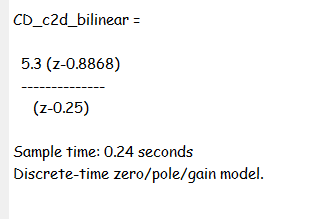 CD_c2d_bilinear =
5.3 (z-0.8868)
--------------
(z-0.25)
Sample time: 0.24 seconds
Discrete-time zero/pole/gain model.